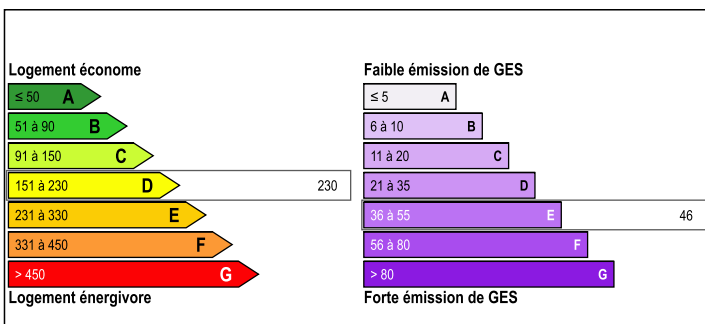 Logement économe
≤ 50 A
51 à 90 B
91 à 150 C
151 à 230 D 230
231 à 330 E
331 à 450 F
> 450 G
Logement énergivore
Faible émission de GES
≤ 5 A
6 à 10 B
11 à 20 C
21 à 35 D
36 à 55 E 46
56 à 80 F
> 80 G
Forte émission de GES